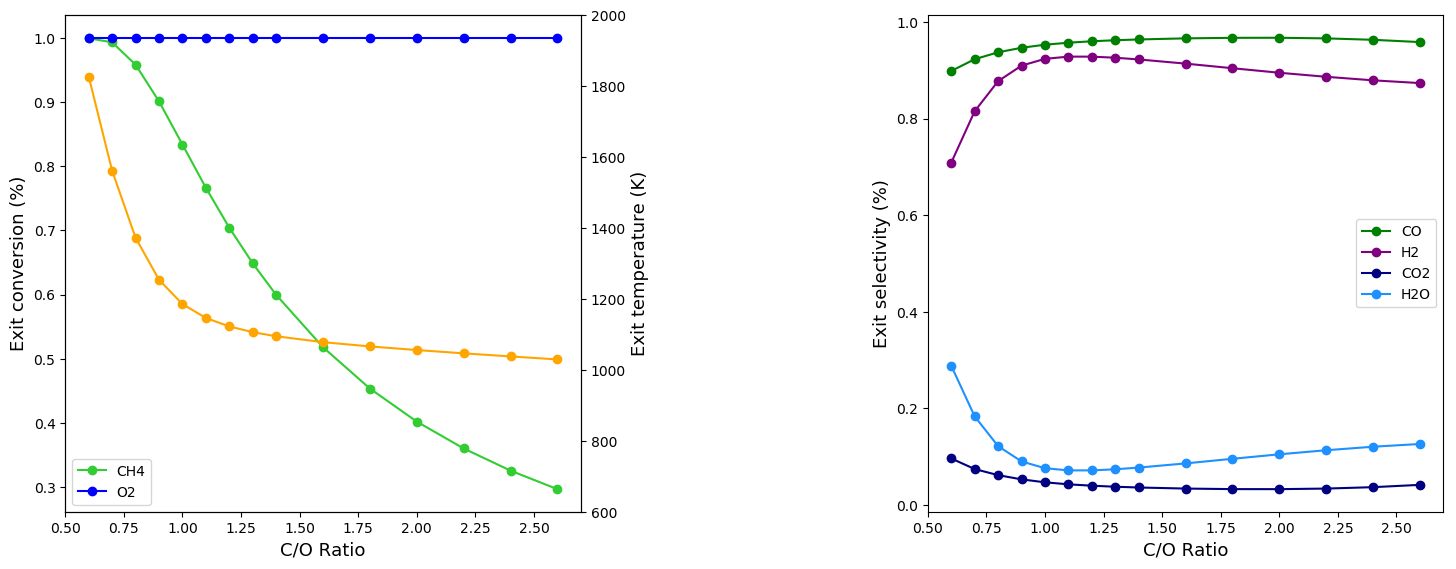 Exit conversion (%)
1.0
0.9
0.8
0.7
0.6
0.5
0.4
0.3
0.50 0.75 1.00 1.25 1.50 1.75 2.00 2.25 2.50
C/O Ratio
CH4
O2
2000
1800
1600
1400
1200
1000
800
600
Exit temperature (K)
Exit selectivity (%)
1.0
0.8
0.6
0.4
0.2
0.0
0.50 0.75 1.00 1.25 1.50 1.75 2.00 2.25 2.50
C/O Ratio
CO
H2
CO2
H2O